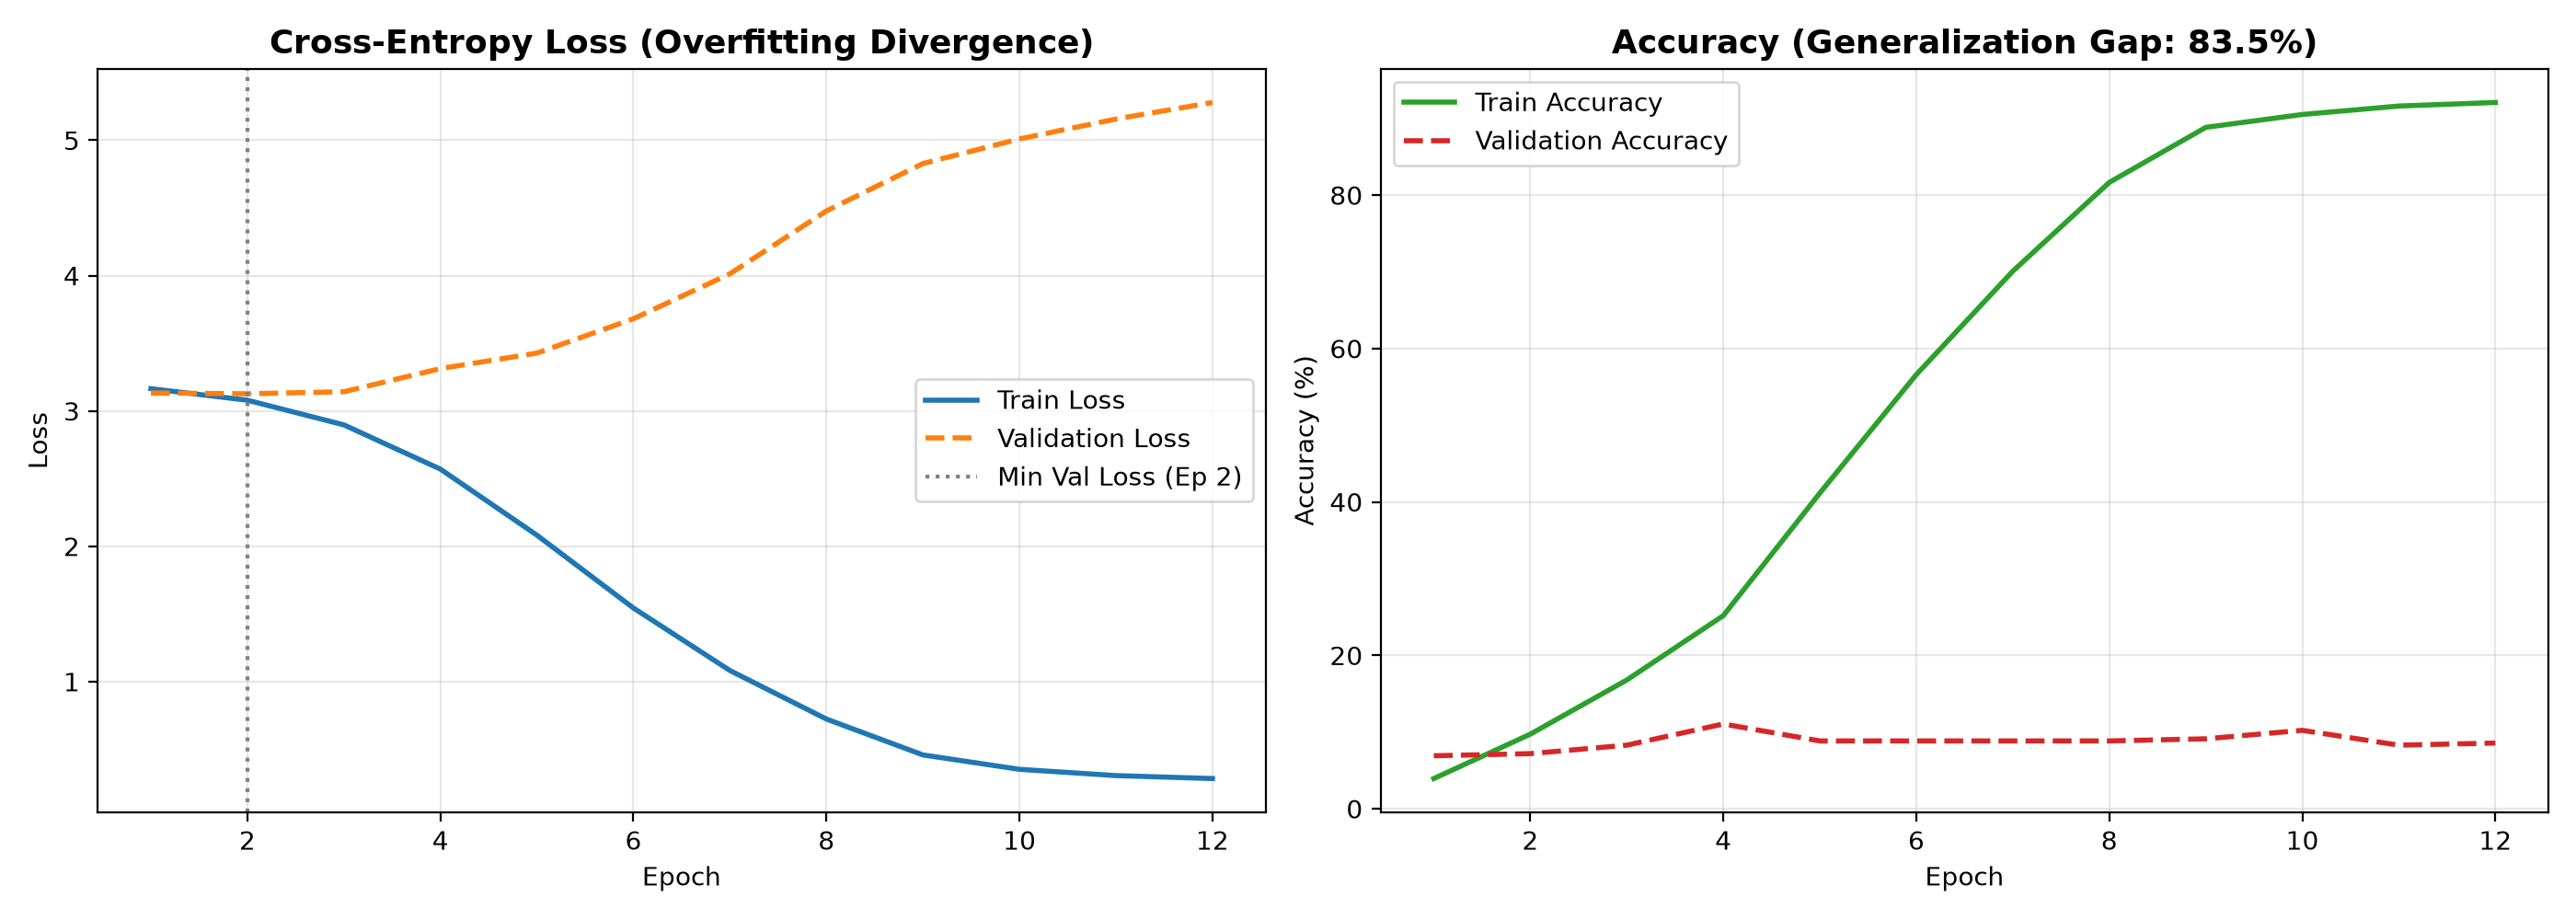 Cross-Entropy Loss (Overfitting Divergence)
5
4
3
2
1
Loss
Train Loss
Validation Loss
Min Val Loss (Ep 2)
2 4 6 8 10 12
Epoch
Accuracy (Generalization Gap: 83.5%)
Train Accuracy
Validation Accuracy
80
60
40
20
0
Accuracy (%)
2 4 6 8 10 12
Epoch